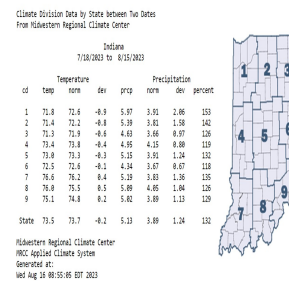 Climate Division Data by State between Two Dates
From Midwestern Regional Climate Center
Indiana
7/18/2023 to 8/15/2023
Temperature Precipitation
cd temp norm dev prcp norm dev percent
1 71.8 72.6 -0.9 5.97 3.91 2.06 153
2 71.4 72.2 -0.8 5.39 3.81 1.58 142
3 71.3 71.9 -0.6 4.63 3.66 0.97 126
4 73.4 73.8 -0.4 4.95 4.15 0.80 119
5 73.0 73.3 -0.3 5.15 3.91 1.24 132
6 72.5 72.6 -0.1 4.34 3.67 0.67 118
7 76.6 76.2 0.4 5.19 3.83 1.36 135
8 76.0 75.5 0.5 5.09 4.05 1.04 126
9 75.1 74.8 0.2 5.02 3.89 1.13 129
State 73.5 73.7 -0.2 5.13 3.89 1.24 132
Midwestern Regional Climate Center
MRCC Applied Climate System
Generated at:
Wed Aug 16 08:55:05 EDT 2023
1 2 3
4 5 6
7 8 9